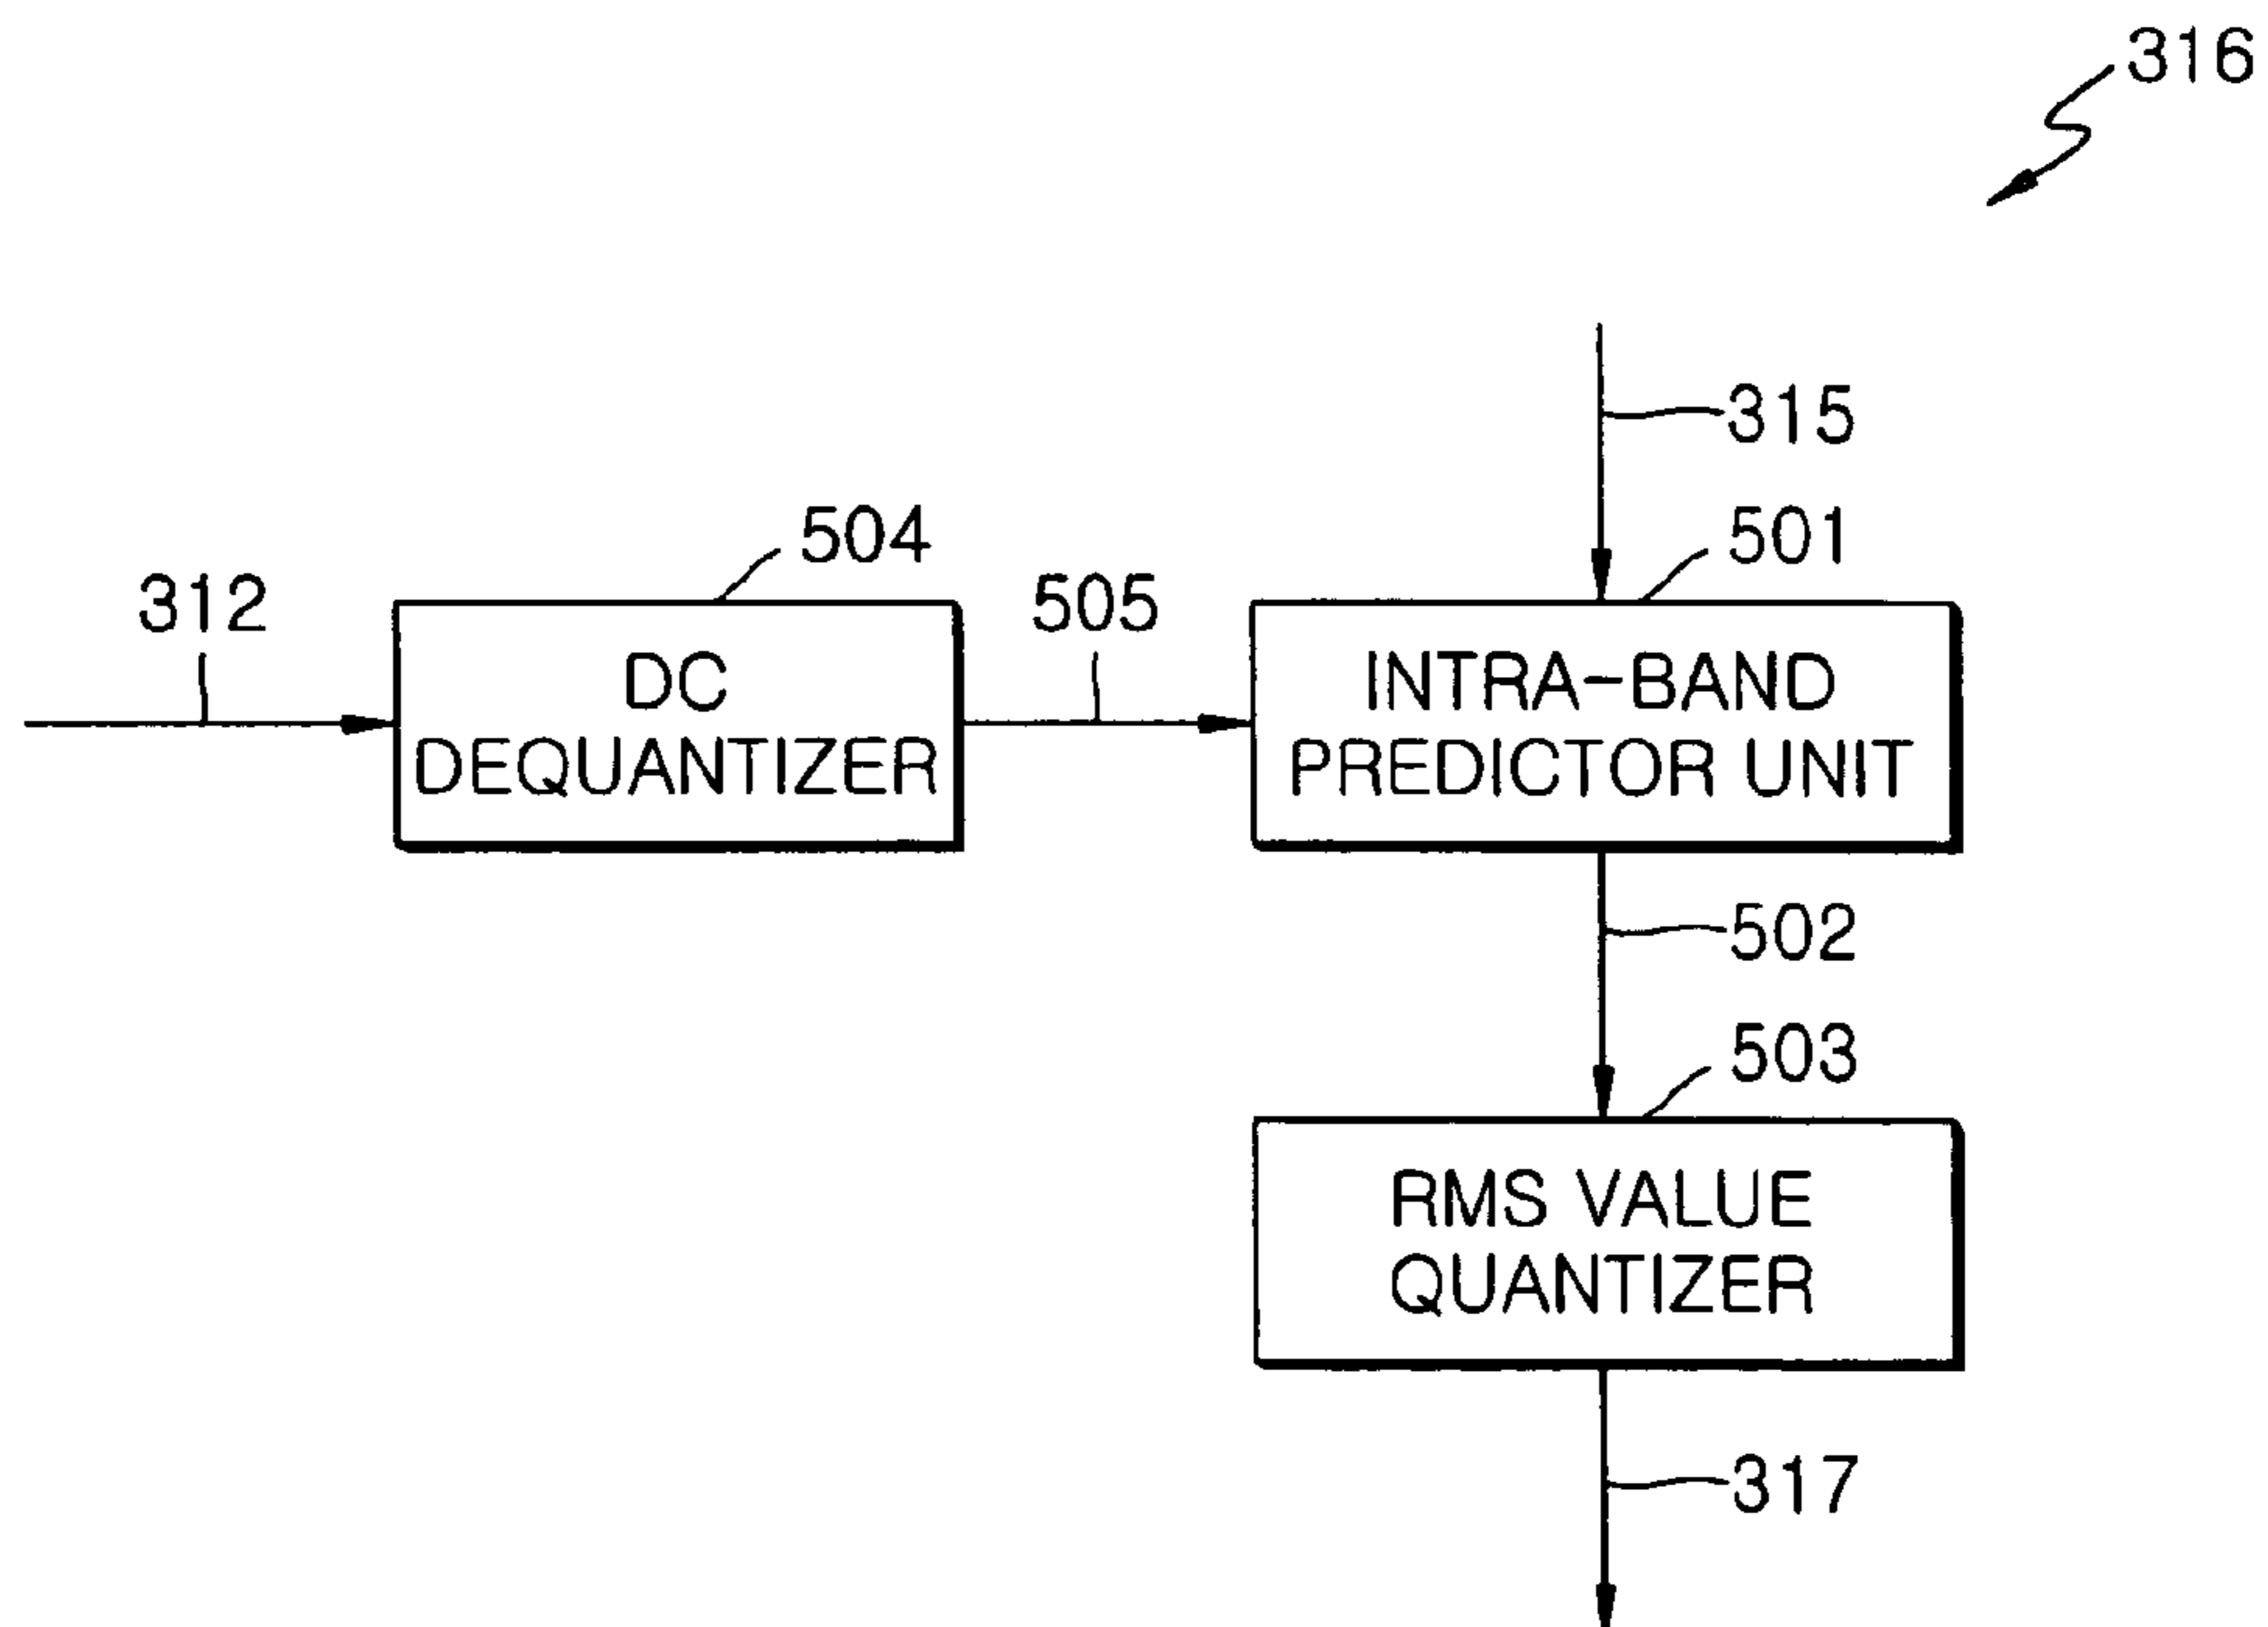 316
315
504
501
312
505
DC
DEQUANTIZER
INTRA-BAND
PREDICTOR UNIT
502
503
RMS VALUE
QUANTIZER
317